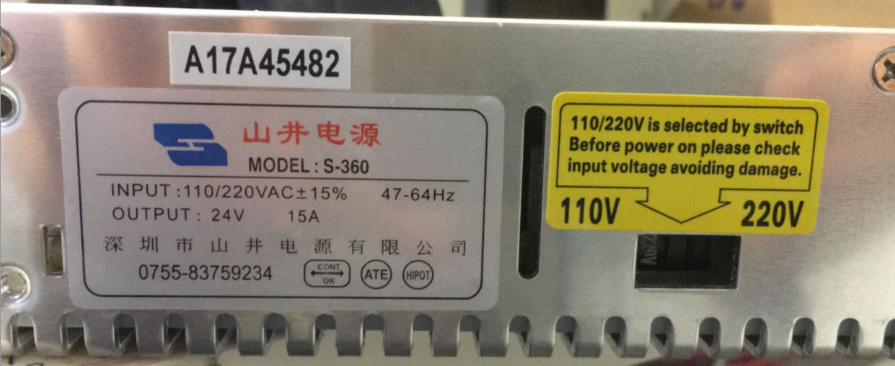 A17A45482
山井电源
MODEL: S-360
INPUT:110/220VAC±15% 47-64Hz
OUTPUT: 24V 15A
深圳市山井电源有限公司
0755-83759234 CONT OK ATE HIPOT
110/220V is selected by switch
Before power on please check
input voltage avoiding damage.
110V 220V